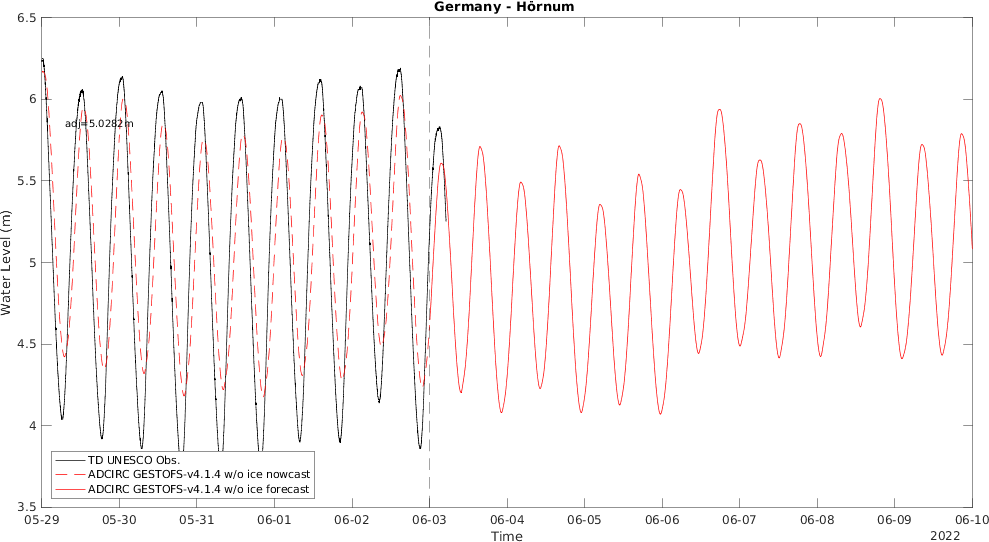 Germany - Hörnum
6.5
6
5.5
5
4.5
4
3.5
Water Level (m)
adj=5.0282m
TD UNESCO Obs.
ADCIRC GESTOFS-v4.1.4 w/o ice nowcast
ADCIRC GESTOFS-v4.1.4 w/o ice forecast
05-29 05-30 05-31 06-01 06-02 06-03 06-04 06-05 06-06 06-07 06-08 06-09 06-10
Time
2022